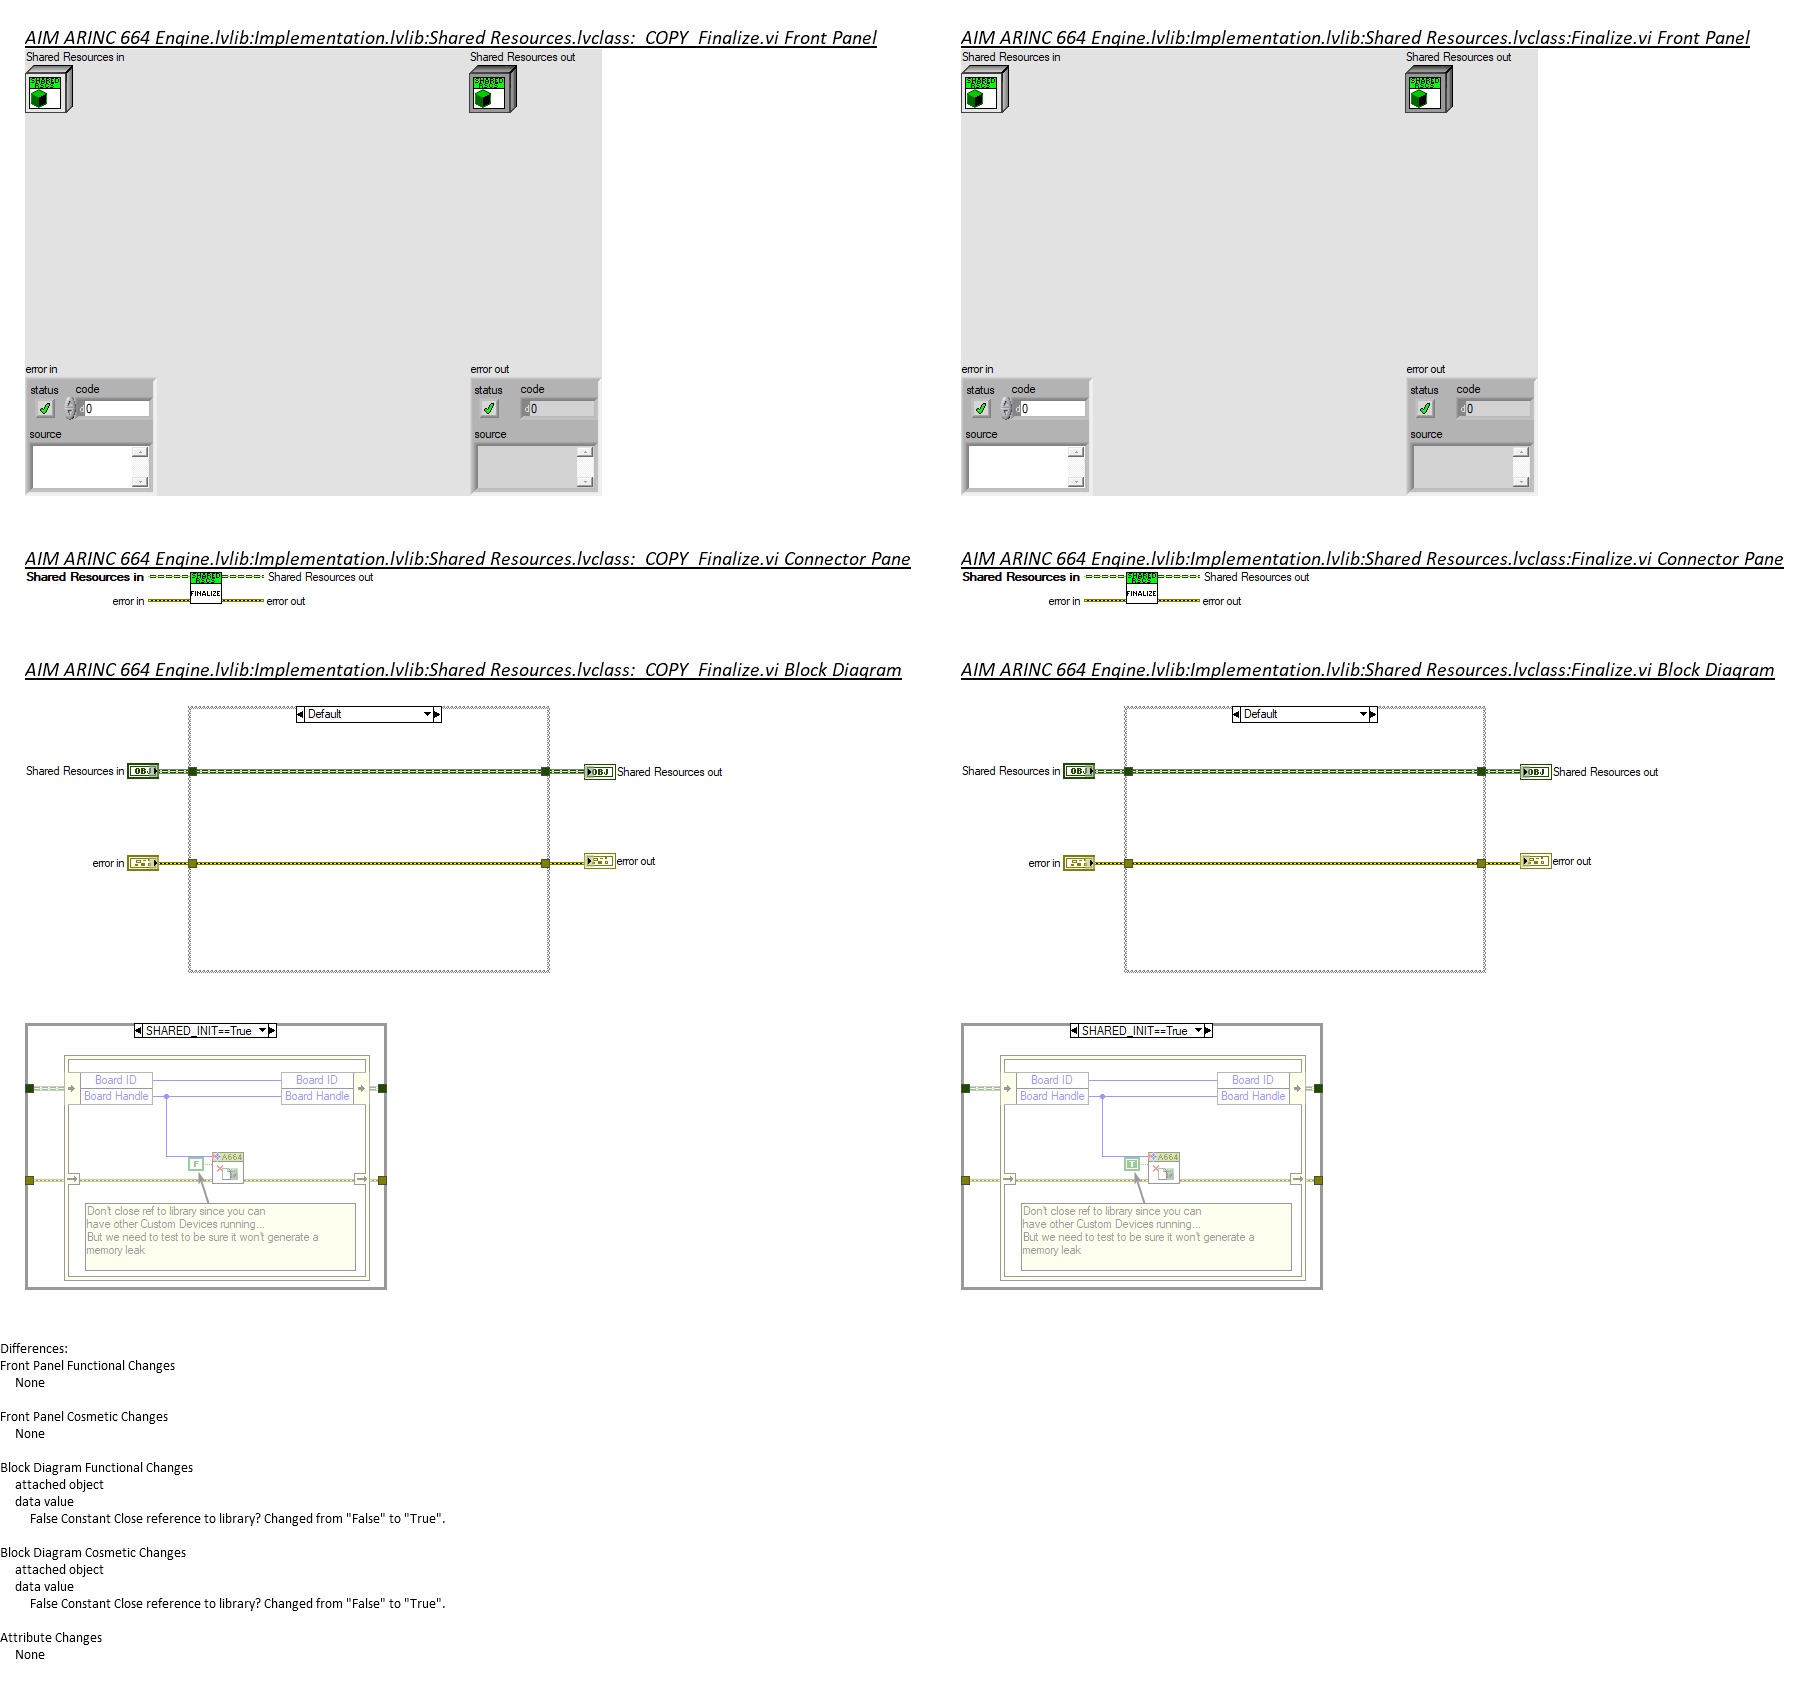 AIM ARINC 664 Engine.lvlib:Implementation.lvlib:Shared Resources.lvclass:_COPY_Finalize.vi Front Panel
Shared Resources in
Shared Resources out
SHARED RSCS
SHARED RSCS
error in
error out
status
code
status
code
d 0
d 0
source
source
AIM ARINC 664 Engine.lvlib:Implementation.lvlib:Shared Resources.lvclass:Finalize.vi Front Panel
Shared Resources in
Shared Resources out
SHARED RSCS
SHARED RSCS
error in
error out
status
code
status
code
d 0
d 0
source
source
AIM ARINC 664 Engine.lvlib:Implementation.lvlib:Shared Resources.lvclass:_COPY_Finalize.vi Connector Pane
Shared Resources in
SHARED RSCS
Shared Resources out
error in
FINALIZE
error out
AIM ARINC 664 Engine.lvlib:Implementation.lvlib:Shared Resources.lvclass:Finalize.vi Connector Pane
Shared Resources in
SHARED RSCS
Shared Resources out
error in
FINALIZE
error out
AIM ARINC 664 Engine.lvlib:Implementation.lvlib:Shared Resources.lvclass:_COPY_Finalize.vi Block Diagram
Default
Shared Resources in
OBJ
OBJ
Shared Resources out
error in
error out
SHARED_INIT==True
Board ID
Board ID
Board Handle
Board Handle
A664
F
Don't close ref to library since you can
have other Custom Devices running...
But we need to test to be sure it won't generate a
memory leak
AIM ARINC 664 Engine.lvlib:Implementation.lvlib:Shared Resources.lvclass:Finalize.vi Block Diagram
Default
Shared Resources in
OBJ
OBJ
Shared Resources out
error in
error out
SHARED_INIT==True
Board ID
Board ID
Board Handle
Board Handle
A664
T
Don't close ref to library since you can
have other Custom Devices running...
But we need to test to be sure it won't generate a
memory leak
Differences:
Front Panel Functional Changes
None
Front Panel Cosmetic Changes
None
Block Diagram Functional Changes
attached object
data value
False Constant Close reference to library? Changed from "False" to "True".
Block Diagram Cosmetic Changes
attached object
data value
False Constant Close reference to library? Changed from "False" to "True".
Attribute Changes
None